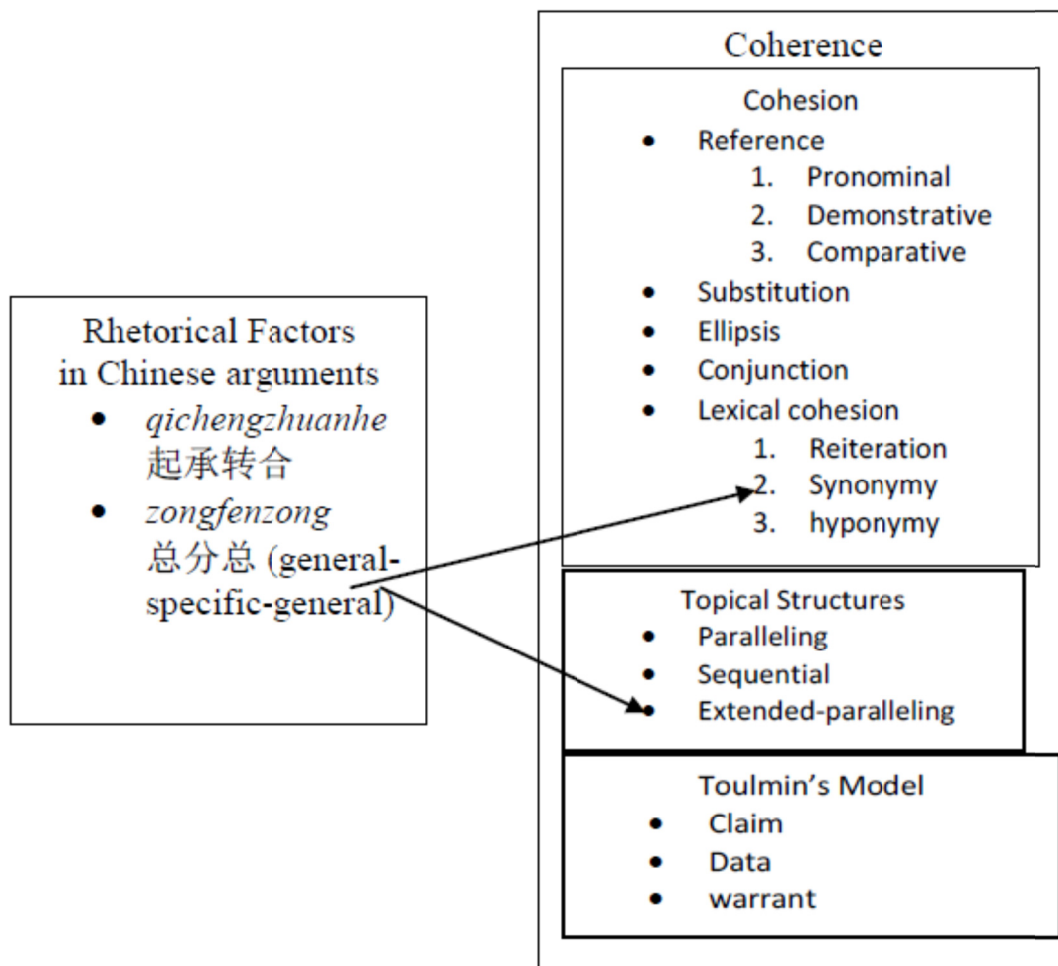 Rhetorical Factors
in Chinese arguments
• qichengzhuanhe
起承转合
• zongfenzong
总分总 (general-
specific-general)
Coherence
Cohesion
• Reference
1. Pronominal
2. Demonstrative
3. Comparative
• Substitution
• Ellipsis
• Conjunction
• Lexical cohesion
1. Reiteration
2. Synonymy
3. hyponymy
Topical Structures
• Paralleling
• Sequential
• Extended-paralleling
Toulmin’s Model
• Claim
• Data
• warrant